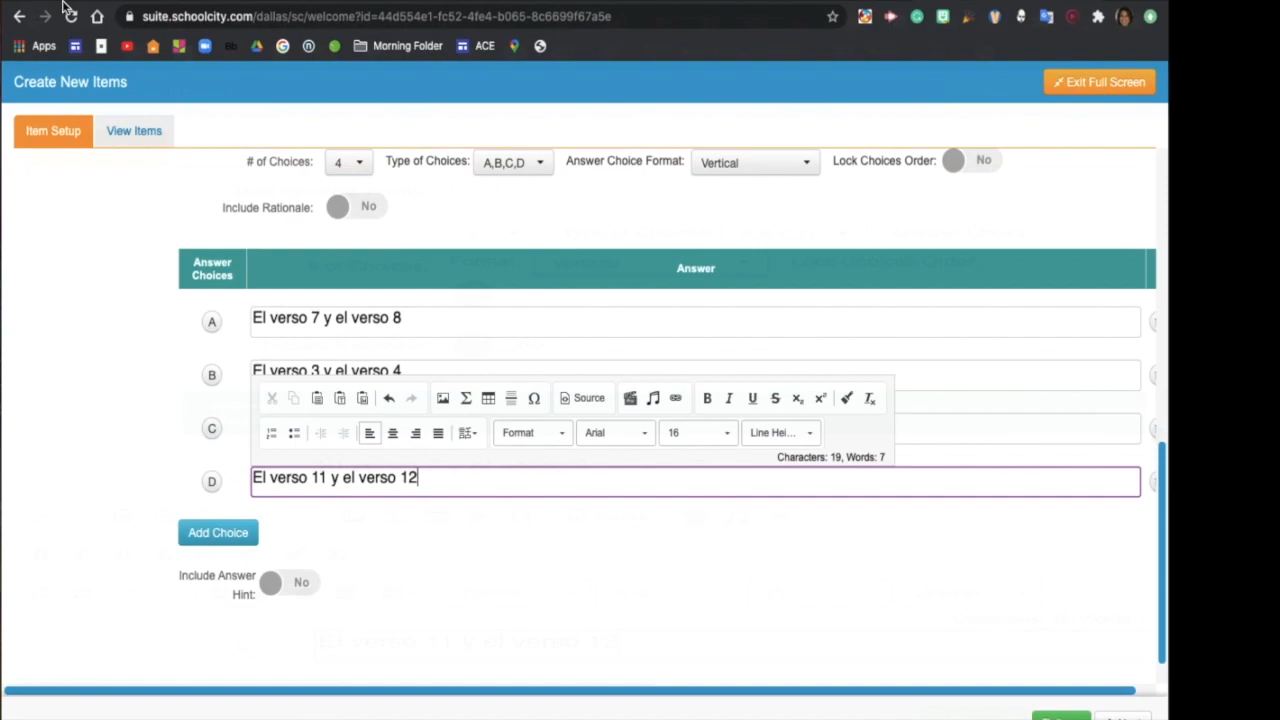 suite.schoolcity.com/dallas/sc/welcome?id=44d554e1-fc52-4fe4-b065-8c6699f67a5e
Apps Bb Morning Folder ACE
Create New Items Exit Full Screen
Item Setup View Items
# of Choices: 4 Type of Choices: A,B,C,D Answer Choice Format: Vertical Lock Choices Order: No
Include Rationale: No
Answer Choices Answer
A El verso 7 y el verso 8
B El verso 3 y el verso 4
Source B I U S x₂ x² Tx
C Format Arial 16 Line Hei...
Characters: 19, Words: 7
D El verso 11 y el verso 12
Add Choice
Include Answer
Hint: No